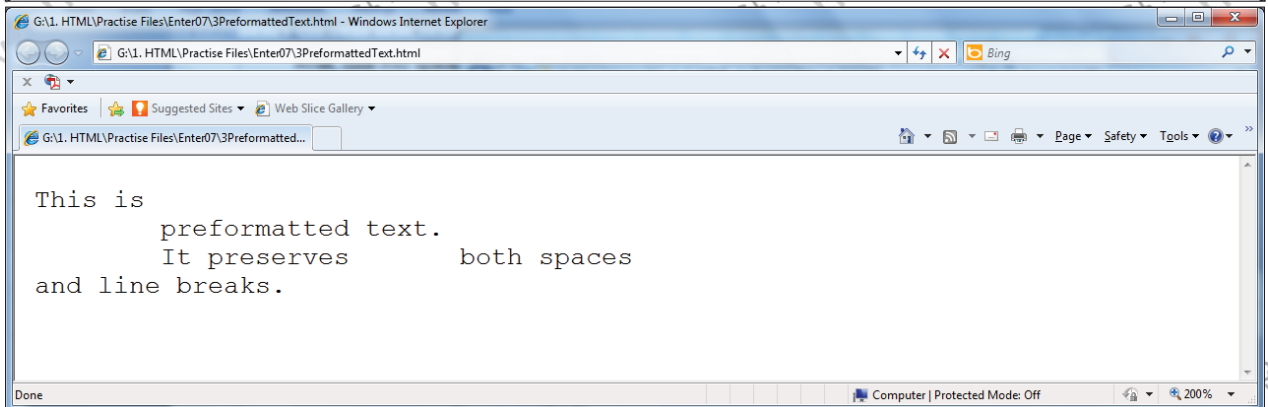 G:\1. HTML\Practise Files\Enter07\3PreformattedText.html - Windows Internet Explorer
G:\1. HTML\Practise Files\Enter07\3PreformattedText.html
Bing
x
Favorites Suggested Sites Web Slice Gallery
G:\1. HTML\Practise Files\Enter07\3Preformatted...
Page Safety Tools
This is
preformatted text.
It preserves both spaces
and line breaks.
Done Computer | Protected Mode: Off 200%